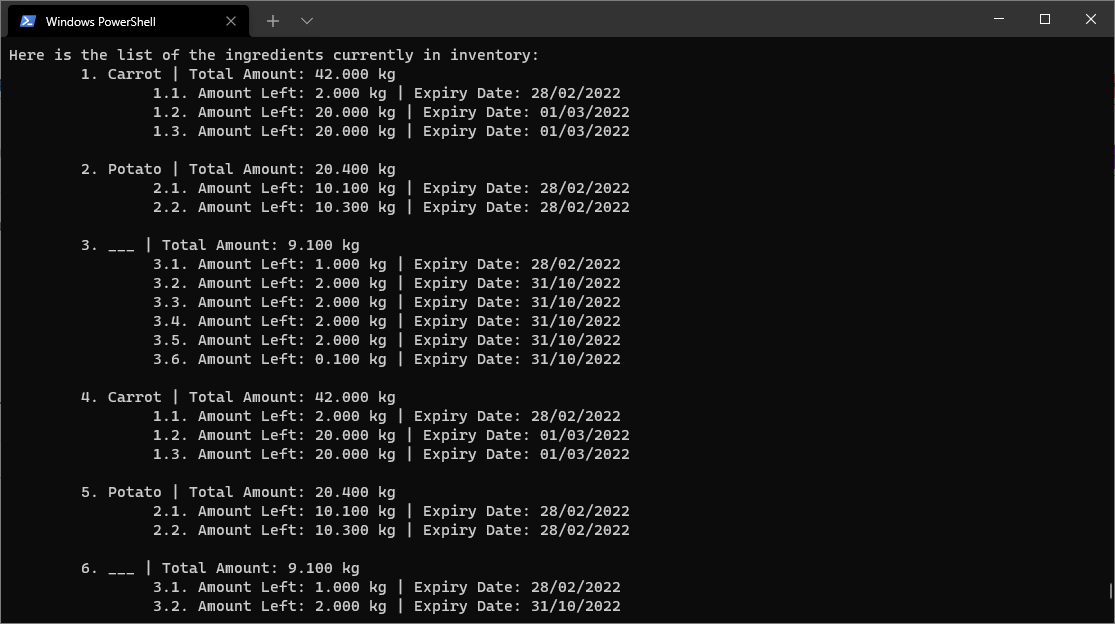 Windows PowerShell
Here is the list of the ingredients currently in inventory:
1. Carrot | Total Amount: 42.000 kg
1.1. Amount Left: 2.000 kg | Expiry Date: 28/02/2022
1.2. Amount Left: 20.000 kg | Expiry Date: 01/03/2022
1.3. Amount Left: 20.000 kg | Expiry Date: 01/03/2022
2. Potato | Total Amount: 20.400 kg
2.1. Amount Left: 10.100 kg | Expiry Date: 28/02/2022
2.2. Amount Left: 10.300 kg | Expiry Date: 28/02/2022
3. ___ | Total Amount: 9.100 kg
3.1. Amount Left: 1.000 kg | Expiry Date: 28/02/2022
3.2. Amount Left: 2.000 kg | Expiry Date: 31/10/2022
3.3. Amount Left: 2.000 kg | Expiry Date: 31/10/2022
3.4. Amount Left: 2.000 kg | Expiry Date: 31/10/2022
3.5. Amount Left: 2.000 kg | Expiry Date: 31/10/2022
3.6. Amount Left: 0.100 kg | Expiry Date: 31/10/2022
4. Carrot | Total Amount: 42.000 kg
1.1. Amount Left: 2.000 kg | Expiry Date: 28/02/2022
1.2. Amount Left: 20.000 kg | Expiry Date: 01/03/2022
1.3. Amount Left: 20.000 kg | Expiry Date: 01/03/2022
5. Potato | Total Amount: 20.400 kg
2.1. Amount Left: 10.100 kg | Expiry Date: 28/02/2022
2.2. Amount Left: 10.300 kg | Expiry Date: 28/02/2022
6. ___ | Total Amount: 9.100 kg
3.1. Amount Left: 1.000 kg | Expiry Date: 28/02/2022
3.2. Amount Left: 2.000 kg | Expiry Date: 31/10/2022